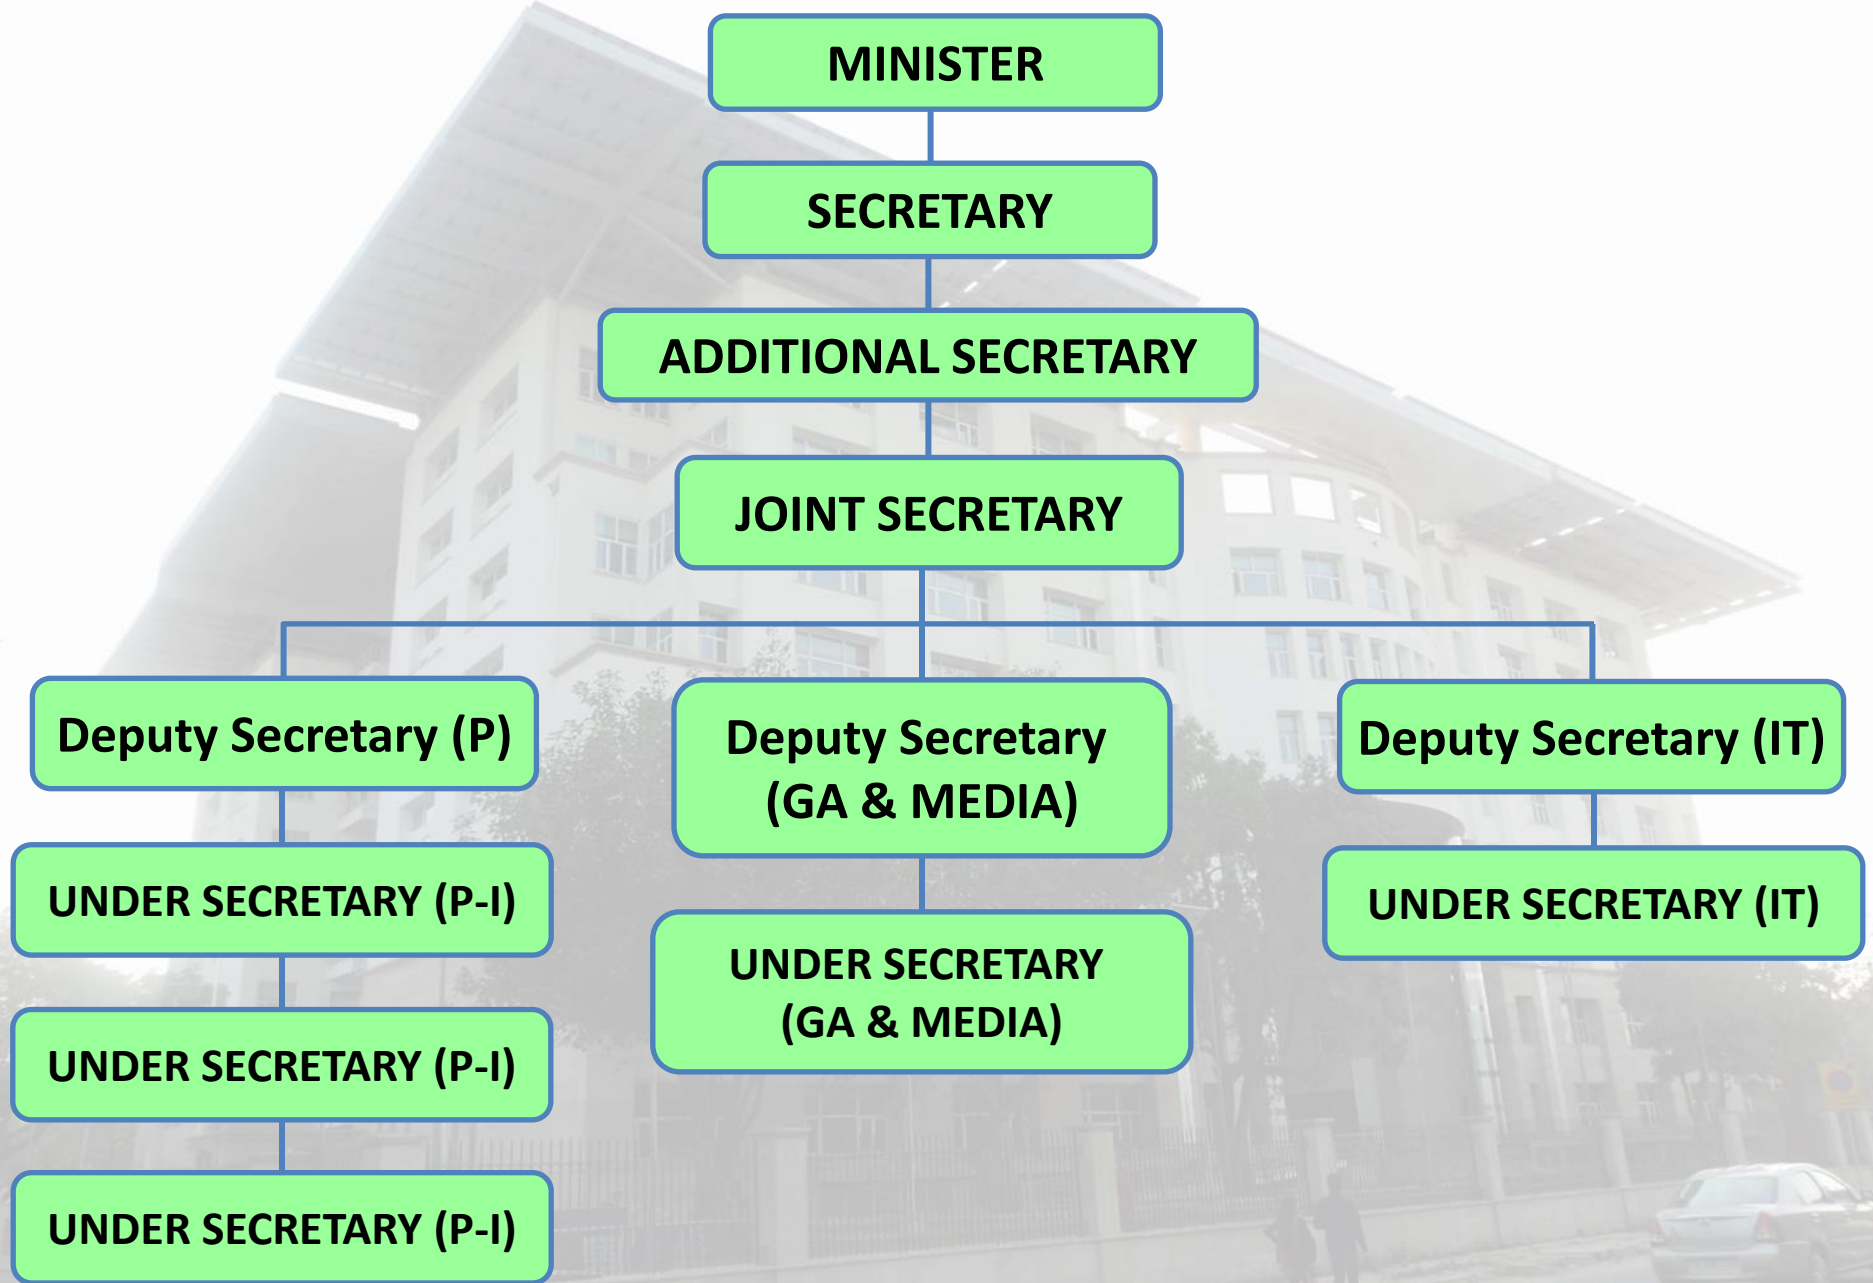 MINISTER
SECRETARY
ADDITIONAL SECRETARY
JOINT SECRETARY
Deputy Secretary (P)
Deputy Secretary
(GA & MEDIA)
Deputy Secretary (IT)
UNDER SECRETARY (P-I)
UNDER SECRETARY
(GA & MEDIA)
UNDER SECRETARY (IT)
UNDER SECRETARY (P-I)
UNDER SECRETARY (P-I)